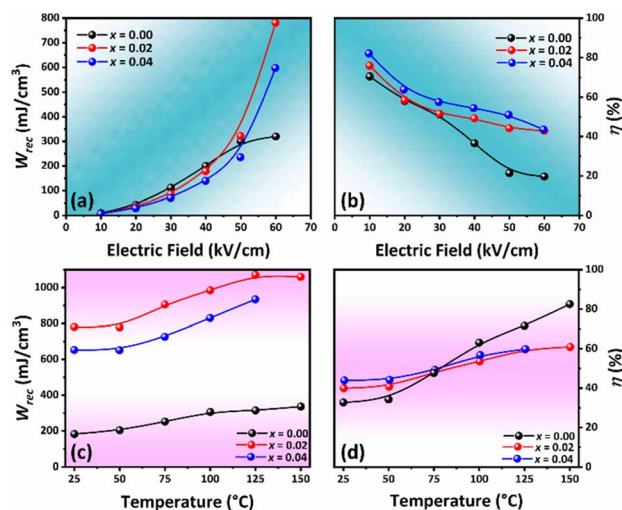 800
700
600
500
400
300
200
100
0
W_rec (mJ/cm³)
x = 0.00
x = 0.02
x = 0.04
(a)
0 10 20 30 40 50 60 70
Electric Field (kV/cm)
x = 0.00
x = 0.02
x = 0.04
(b)
100
80
60
40
20
0
η (%)
0 10 20 30 40 50 60 70
Electric Field (kV/cm)
1000
800
600
400
200
0
W_rec (mJ/cm³)
(c)
x = 0.00
x = 0.02
x = 0.04
25 50 75 100 125 150
Temperature (°C)
(d)
x = 0.00
x = 0.02
x = 0.04
100
80
60
40
20
0
η (%)
25 50 75 100 125 150
Temperature (°C)